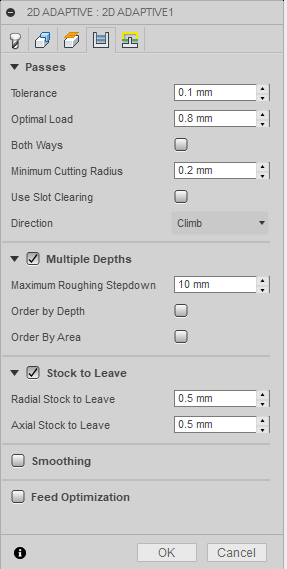 2D ADAPTIVE : 2D ADAPTIVE1
Passes
Tolerance 0.1 mm
Optimal Load 0.8 mm
Both Ways
Minimum Cutting Radius 0.2 mm
Use Slot Clearing
Direction Climb
Multiple Depths
Maximum Roughing Stepdown 10 mm
Order by Depth
Order By Area
Stock to Leave
Radial Stock to Leave 0.5 mm
Axial Stock to Leave 0.5 mm
Smoothing
Feed Optimization
OK Cancel